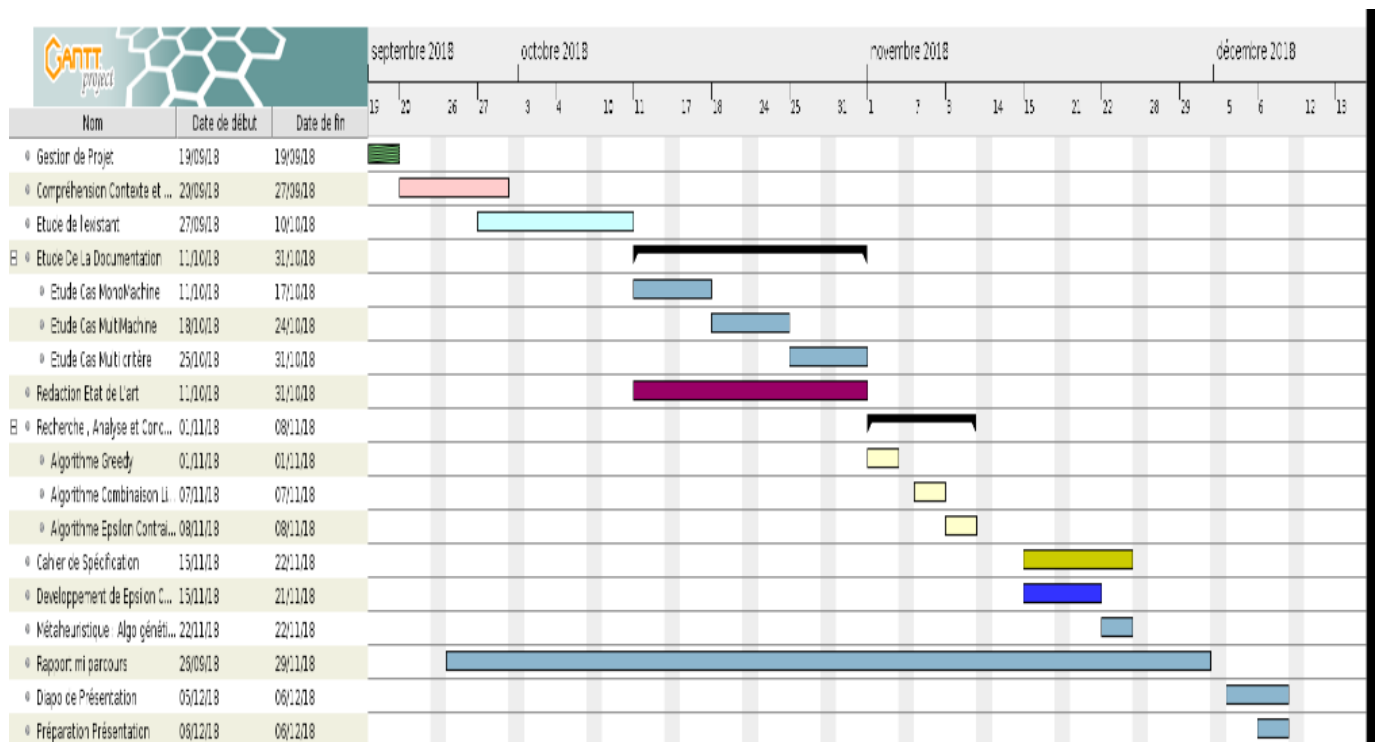 GANTT
project
septembre 2018 octobre 2018 novembre 2018 décembre 2018
19 20 26 27 3 4 10 11 17 18 24 25 31 1 7 8 14 15 21 22 28 29 5 6 12 13
Nom Date de début Date de fin
Gestion de Projet 19/09/18 19/09/18
Compréhension Contexte et ... 20/09/18 27/09/18
Etude de l'existant 27/09/18 10/10/18
Etude De La Documentation 11/10/18 31/10/18
Etude Cas MonoMachine 11/10/18 17/10/18
Etude Cas MultiMachine 18/10/18 24/10/18
Etude Cas Multi critère 25/10/18 31/10/18
Redaction Etat de L'art 11/10/18 31/10/18
Recherche , Analyse et Conc... 01/11/18 08/11/18
Algorithme Greedy 01/11/18 01/11/18
Algorithme Combinaison Li... 07/11/18 07/11/18
Algorithme Epsilon Contrai... 08/11/18 08/11/18
Cahier de Spécification 15/11/18 22/11/18
Developpement de Epsilon C... 15/11/18 21/11/18
Métaheuristique : Algo généti... 22/11/18 22/11/18
Rapport mi parcours 26/09/18 29/11/18
Diapo de Présentation 05/12/18 06/12/18
Préparation Présentation 06/12/18 06/12/18